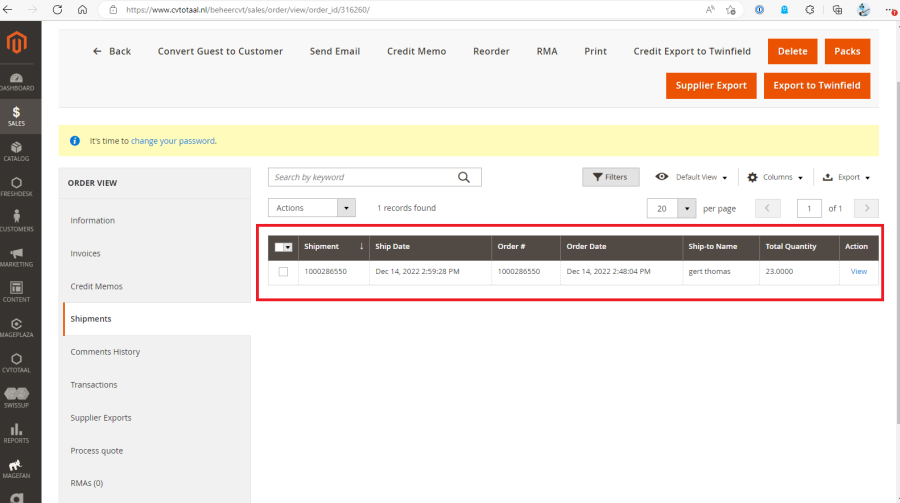 https://www.cvtotaal.nl/beheercvt/sales/order/view/order_id/316260/
Back
Convert Guest to Customer
Send Email
Credit Memo
Reorder
RMA
Print
Credit Export to Twinfield
Delete
Packs
Supplier Export
Export to Twinfield
DASHBOARD
$
SALES
CATALOG
FRESHDESK
CUSTOMERS
MARKETING
CONTENT
MAGEPLAZA
CVTOTAAL
SWISSUP
REPORTS
MAGEFAN
It's time to change your password.
ORDER VIEW
Information
Invoices
Credit Memos
Shipments
Comments History
Transactions
Supplier Exports
Process quote
RMAs (0)
Search by keyword
Filters
Default View
Columns
Export
Actions
1 records found
20
per page
1
of 1
Shipment ↓ Ship Date Order # Order Date Ship-to Name Total Quantity Action
1000286550 Dec 14, 2022 2:59:28 PM 1000286550 Dec 14, 2022 2:48:04 PM gert thomas 23.0000 View